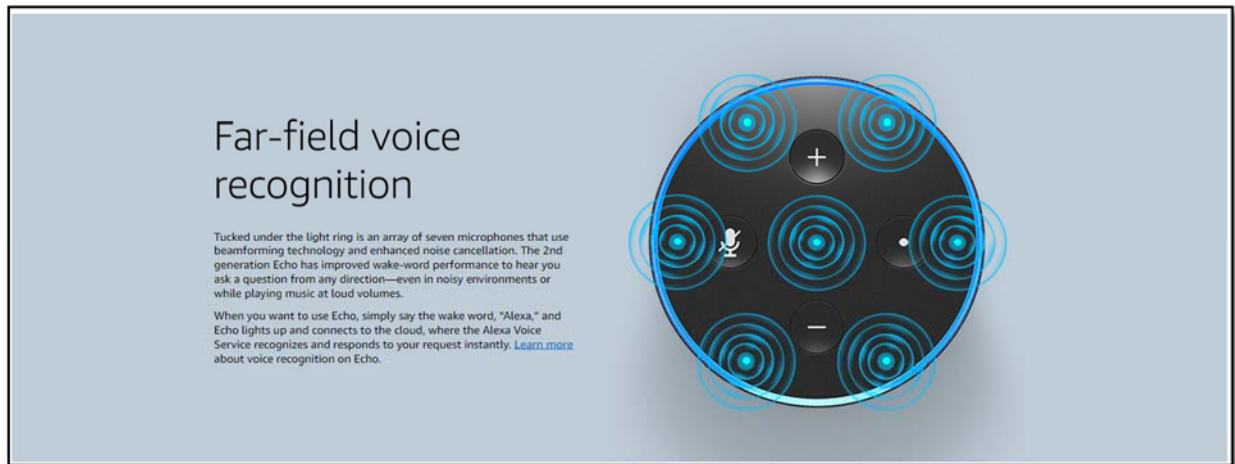 Far-field voice
recognition
Tucked under the light ring is an array of seven microphones that use
beamforming technology and enhanced noise cancellation. The 2nd
generation Echo has improved wake-word performance to hear you
ask a question from any direction—even in noisy environments or
while playing music at loud volumes.
When you want to use Echo, simply say the wake word, “Alexa,” and
Echo lights up and connects to the cloud, where the Alexa Voice
Service recognizes and responds to your request instantly. Learn more
about voice recognition on Echo.